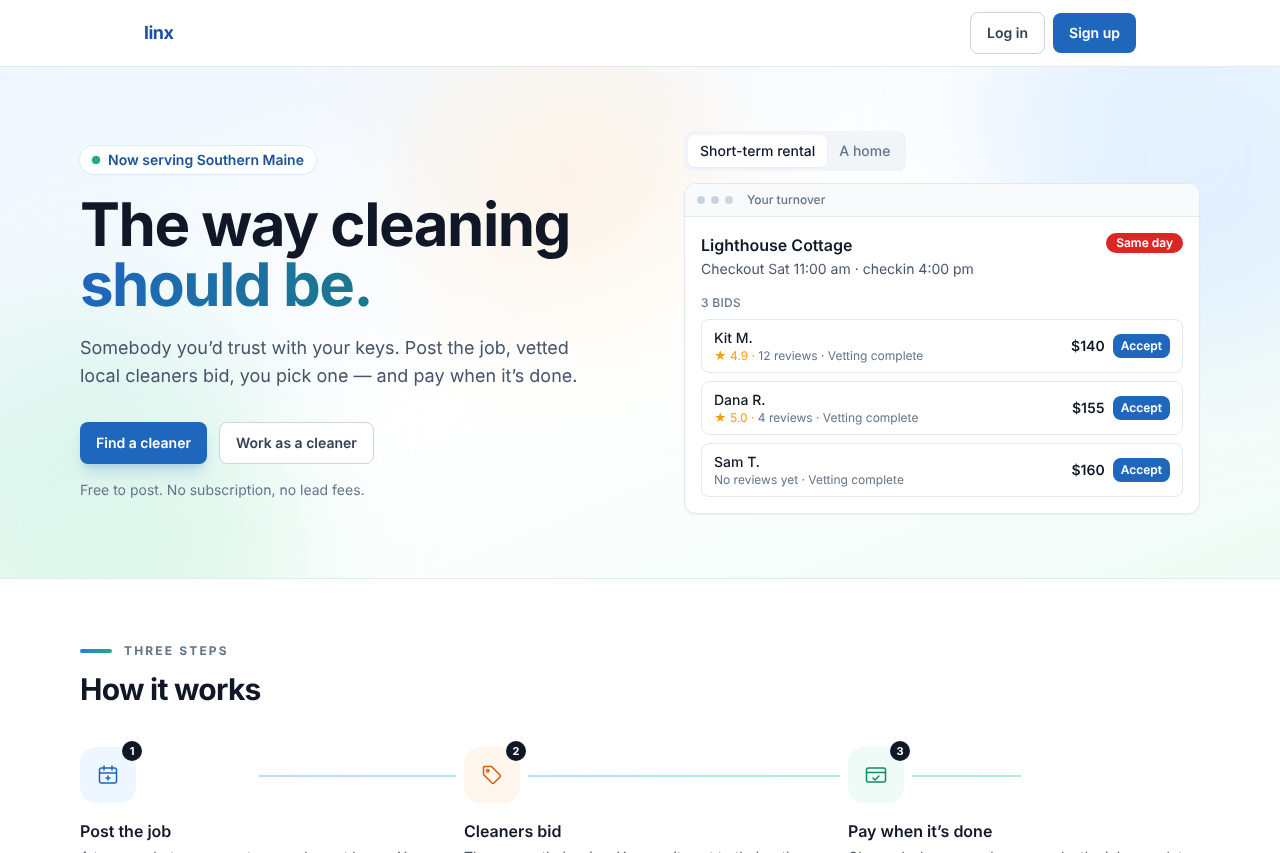 linx
Log in
Sign up
Now serving Southern Maine
The way cleaning
should be.
Somebody you’d trust with your keys. Post the job, vetted
local cleaners bid, you pick one — and pay when it’s done.
Find a cleaner
Work as a cleaner
Free to post. No subscription, no lead fees.
Short-term rental
A home
Your turnover
Lighthouse Cottage
Same day
Checkout Sat 11:00 am · checkin 4:00 pm
3 BIDS
Kit M.
★ 4.9 · 12 reviews · Vetting complete
$140
Accept
Dana R.
★ 5.0 · 4 reviews · Vetting complete
$155
Accept
Sam T.
No reviews yet · Vetting complete
$160
Accept
THREE STEPS
How it works
1
2
3
Post the job
Cleaners bid
Pay when it’s done